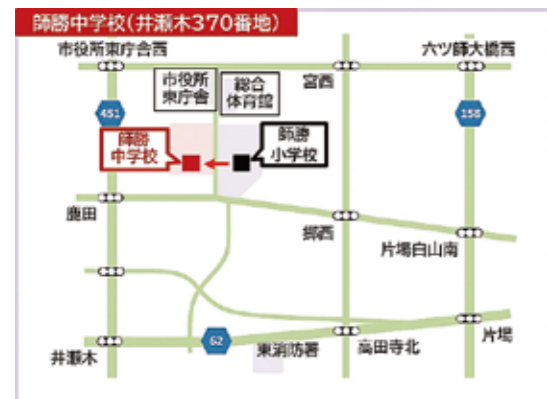 師勝中学校(井瀬木370番地)
市役所東庁舎西
六ツ師大橋西
市役所
東庁舎
総合
体育館
宮西
451
158
師勝
中学校
師勝
小学校
鹿田
郷西
片場白山南
62
井瀬木
東消防署
高田寺北
片場